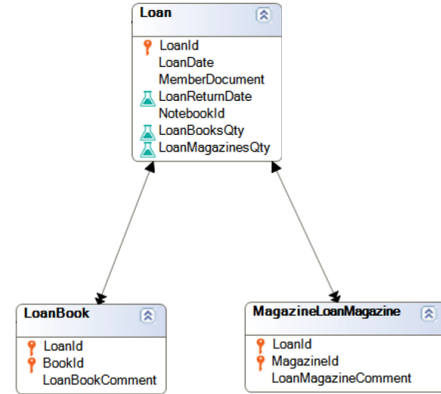 Loan
LoanId
LoanDate
MemberDocument
LoanReturnDate
NotebookId
LoanBooksQty
LoanMagazinesQty
LoanBook
LoanId
BookId
LoanBookComment
MagazineLoanMagazine
LoanId
MagazineId
LoanMagazineComment